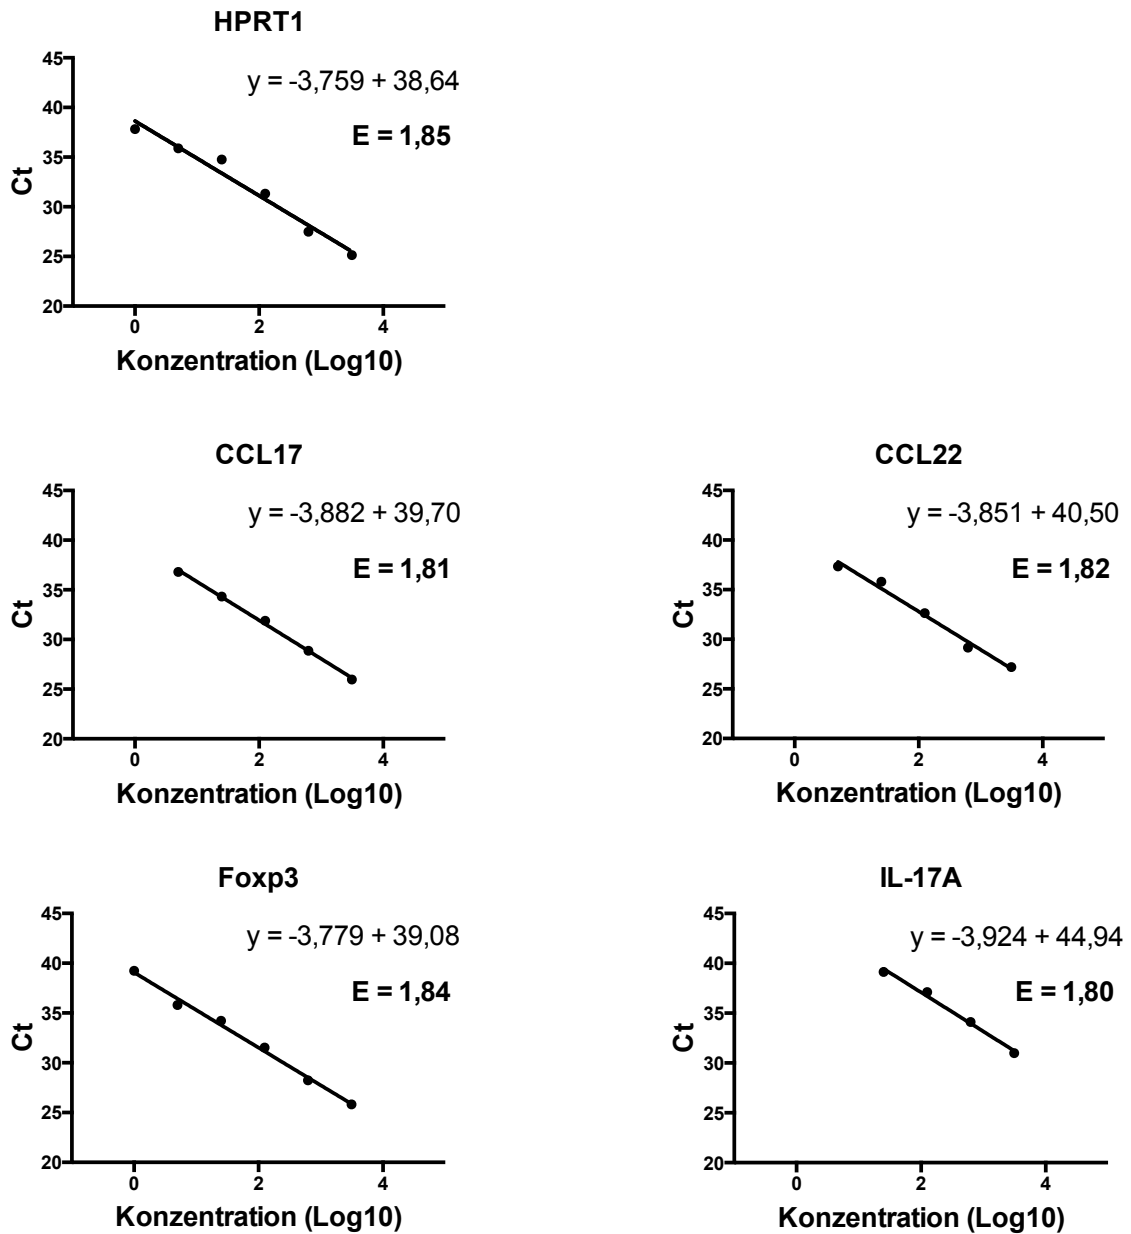 HPRT1
y = -3,759 + 38,64
E = 1,85
45
40
35
30
25
20
Ct
0 2 4
Konzentration (Log10)
CCL17
y = -3,882 + 39,70
E = 1,81
45
40
35
30
25
20
Ct
0 2 4
Konzentration (Log10)
CCL22
y = -3,851 + 40,50
E = 1,82
45
40
35
30
25
20
Ct
0 2 4
Konzentration (Log10)
Foxp3
y = -3,779 + 39,08
E = 1,84
45
40
35
30
25
20
Ct
0 2 4
Konzentration (Log10)
IL-17A
y = -3,924 + 44,94
E = 1,80
45
40
35
30
25
20
Ct
0 2 4
Konzentration (Log10)